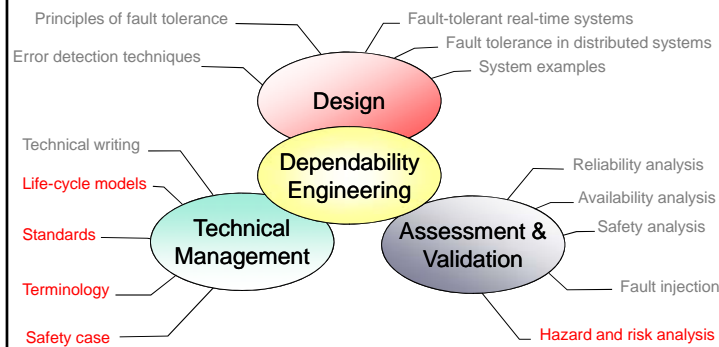 Principles of fault tolerance
Fault-tolerant real-time systems
Fault tolerance in distributed systems
Error detection techniques
System examples
Design
Technical writing
Dependability
Engineering
Reliability analysis
Life-cycle models
Availability analysis
Standards
Technical
Management
Assessment &
Validation
Safety analysis
Terminology
Fault injection
Safety case
Hazard and risk analysis